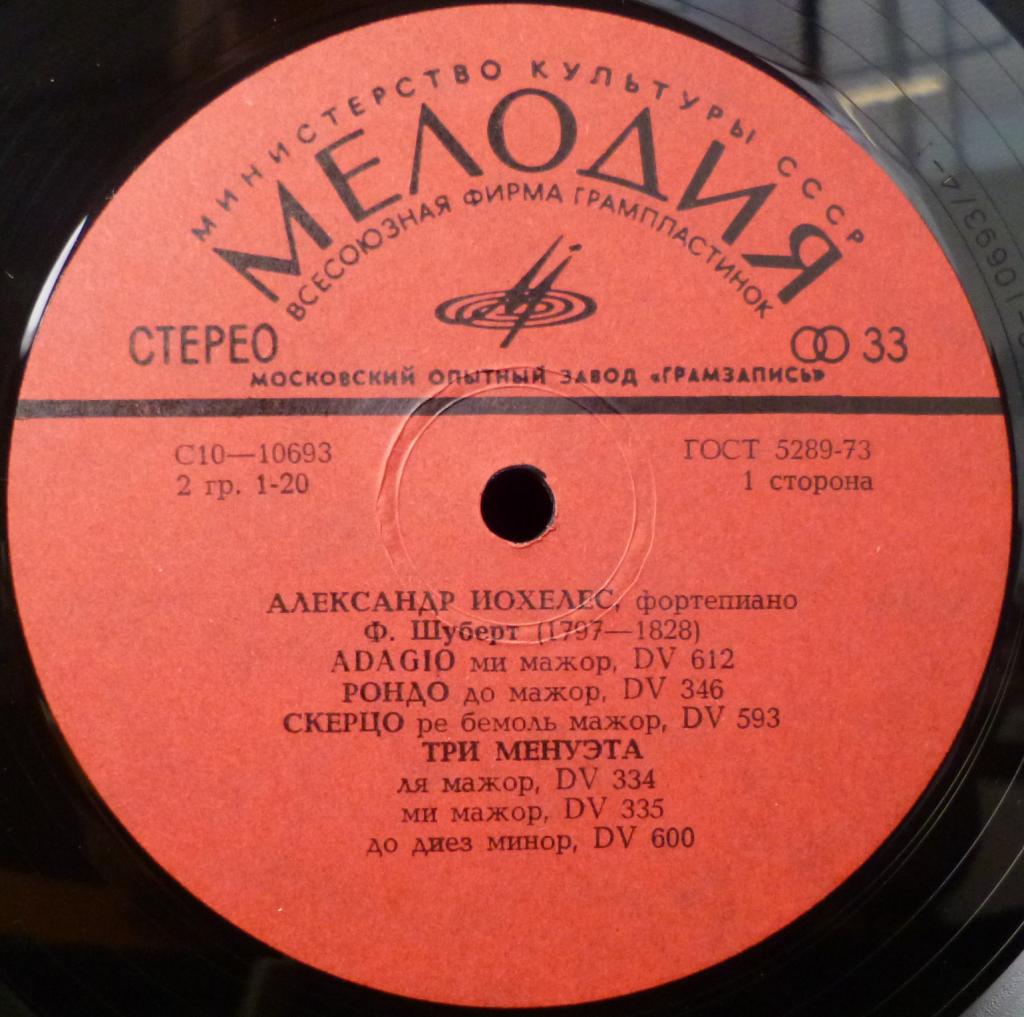 МИНИСТЕРСТВО КУЛЬТУРЫ СССР
МЕЛОДИЯ
ВСЕСОЮЗНАЯ ФИРМА ГРАМПЛАСТИНОК
СТЕРЕО
33
МОСКОВСКИЙ ОПЫТНЫЙ ЗАВОД «ГРАМЗАПИСЬ»
С10—10693
ГОСТ 5289-73
2 гр. 1-20
1 сторона
АЛЕКСАНДР ИОХЕЛЕС, фортепиано
Ф. Шуберт (1797—1828)
ADAGIO ми мажор, DV 612
РОНДО до мажор, DV 346
СКЕРЦО ре бемоль мажор, DV 593
ТРИ МЕНУЭТА
ля мажор, DV 334
ми мажор, DV 335
до диез минор, DV 600